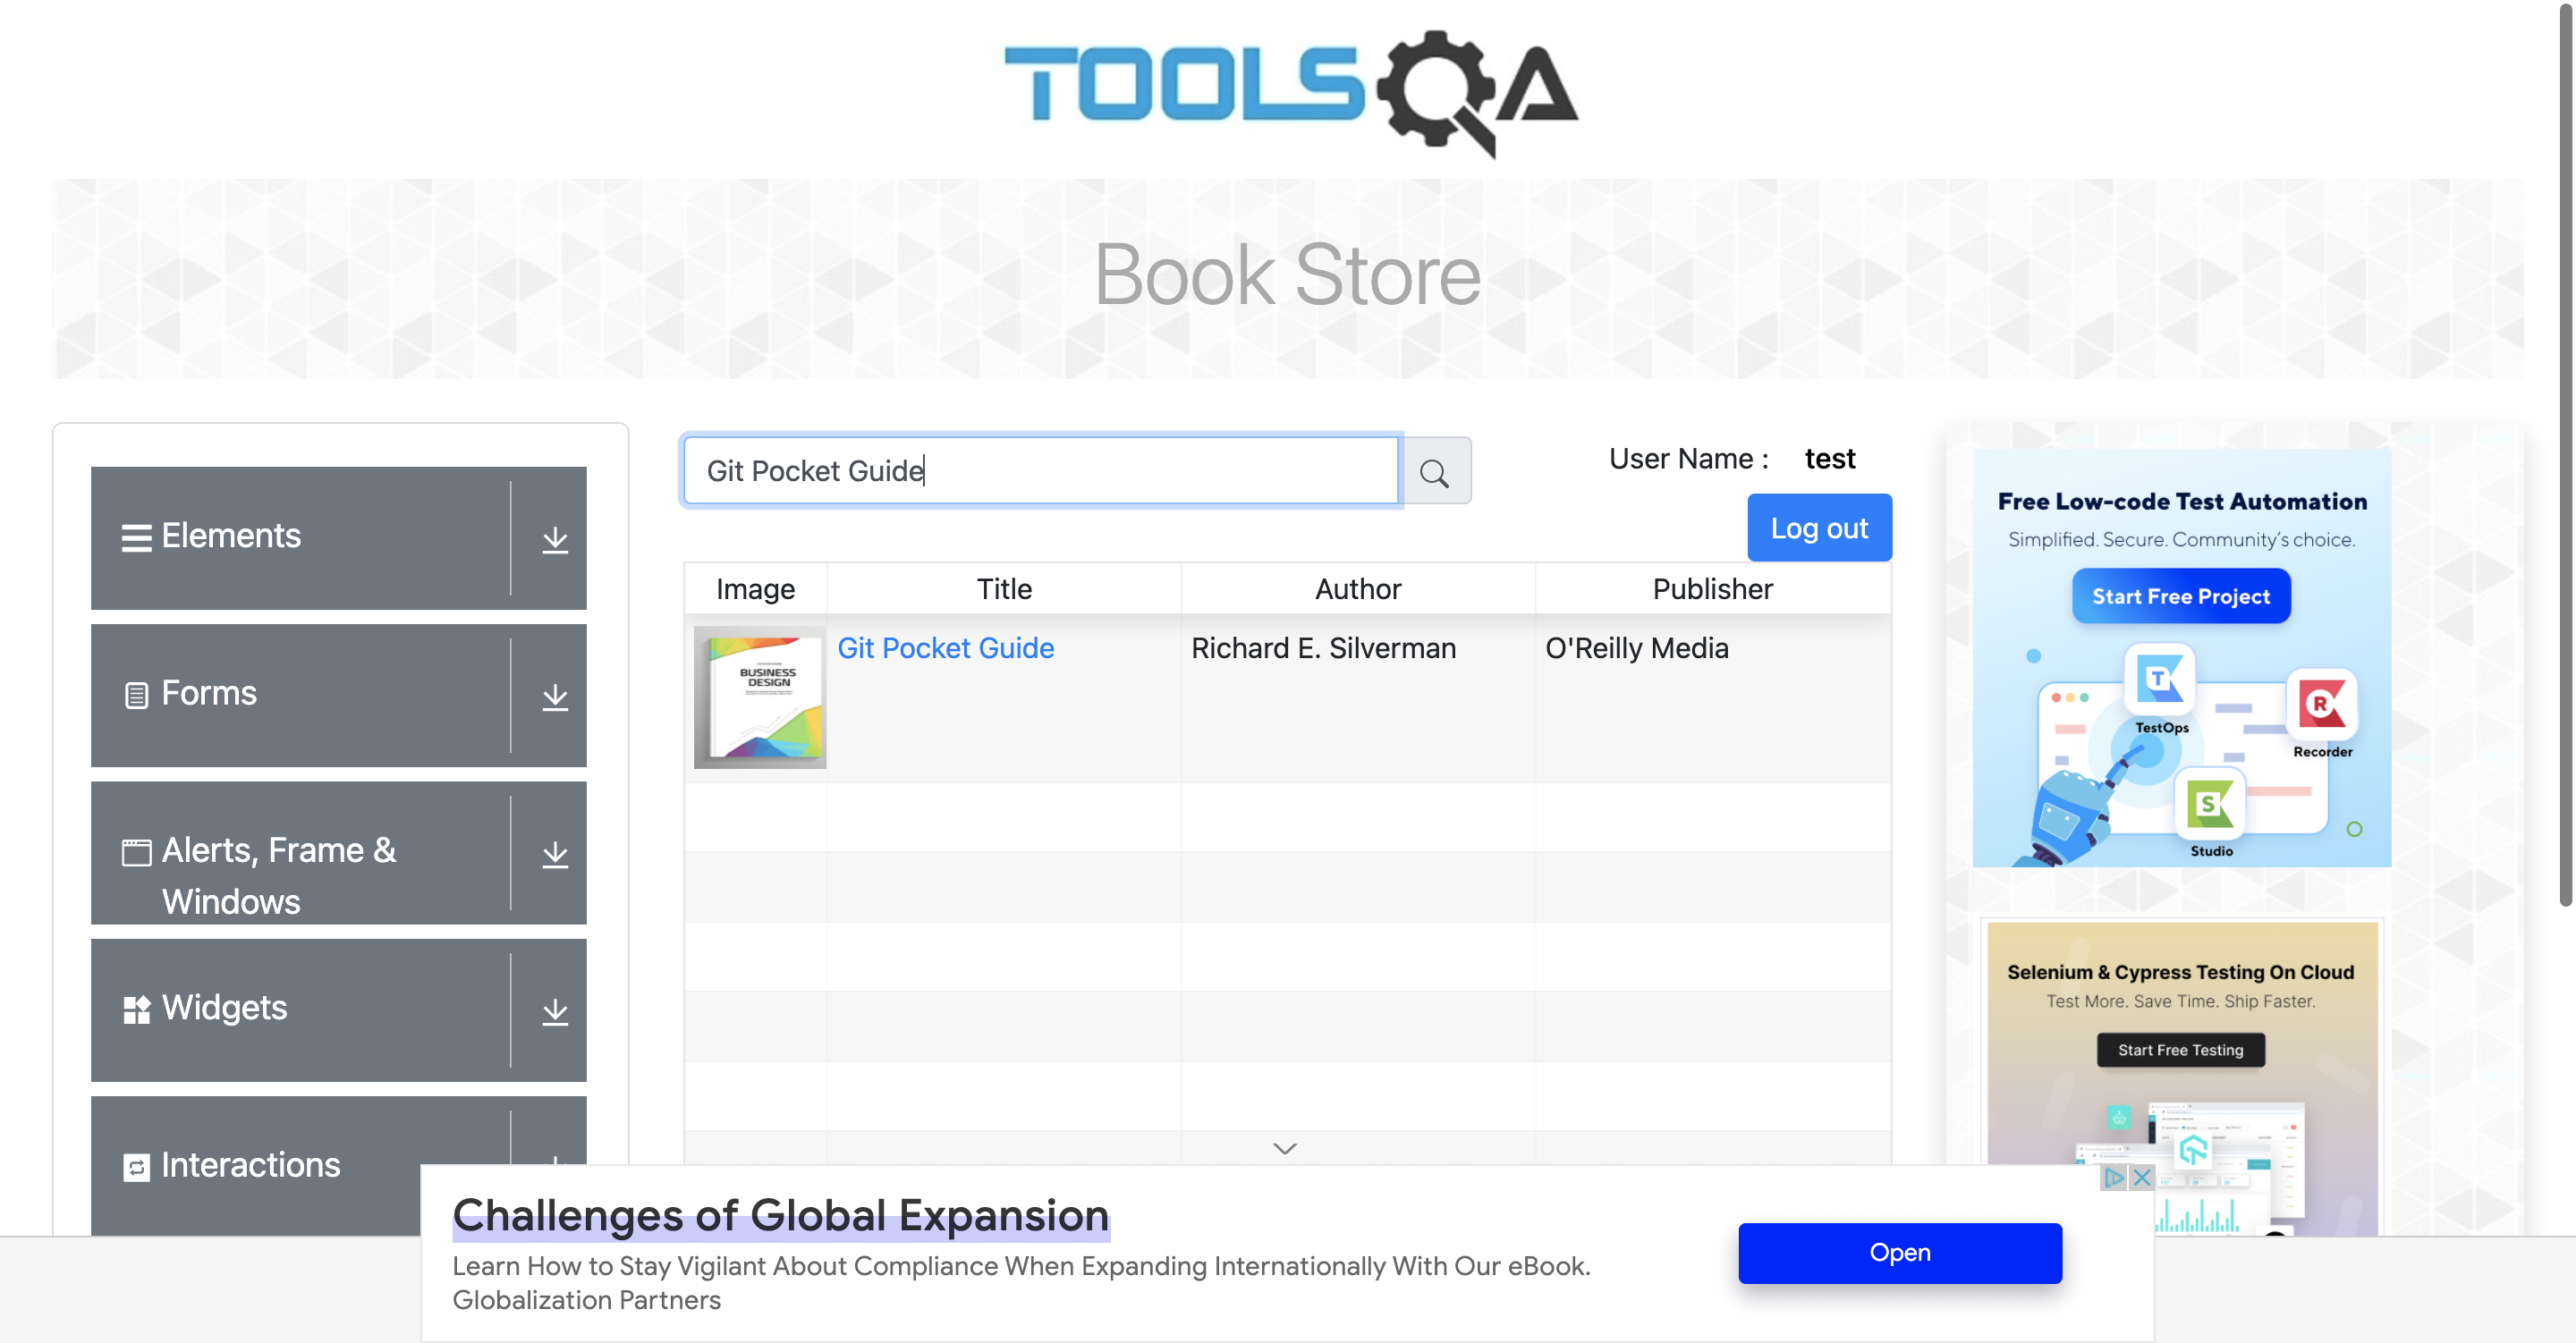 TOOLSQA
Book Store
Git Pocket Guide
User Name : test
Log out
Elements
Forms
Alerts, Frame &
Windows
Widgets
Interactions
Image Title Author Publisher
BUSINESS
DESIGN
Git Pocket Guide Richard E. Silverman O'Reilly Media
Free Low-code Test Automation
Simplified. Secure. Community's choice.
Start Free Project
T
TestOps
R
Recorder
S
Studio
Selenium & Cypress Testing On Cloud
Test More. Save Time. Ship Faster.
Start Free Testing
Challenges of Global Expansion
Learn How to Stay Vigilant About Compliance When Expanding Internationally With Our eBook.
Globalization Partners
Open